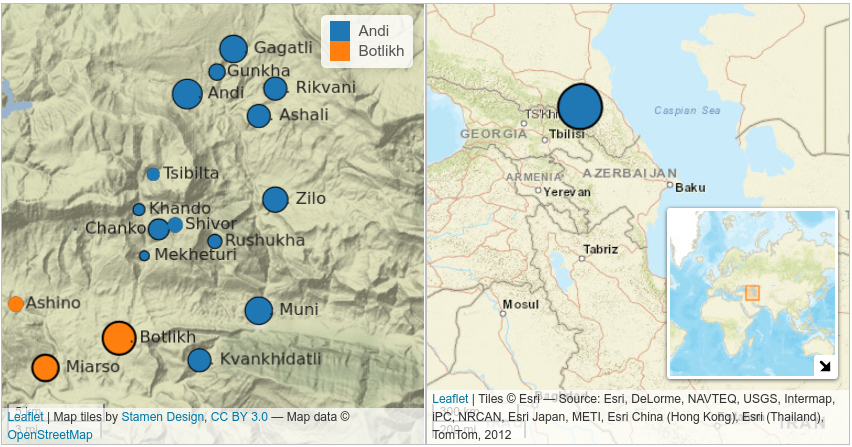 Andi
Botlikh
Gagatli
Gunkha
Andi
Rikvani
Ashali
Tsibilta
Zilo
Khando
Chanko
Shivor
Rushukha
Mekheturi
Ashino
Muni
Botlikh
Miarso
Kvankhidatli
Leaflet | Map tiles by Stamen Design, CC BY 3.0 — Map data ©
OpenStreetMap
Caspian Sea
GEORGIA
Tbilisi
ARMENIA
AZERBAIJAN
Yerevan
Baku
Tabriz
Mosul
Leaflet | Tiles © Esri — Source: Esri, DeLorme, NAVTEQ, USGS, Intermap,
iPC, NRCAN, Esri Japan, METI, Esri China (Hong Kong), Esri (Thailand),
TomTom, 2012